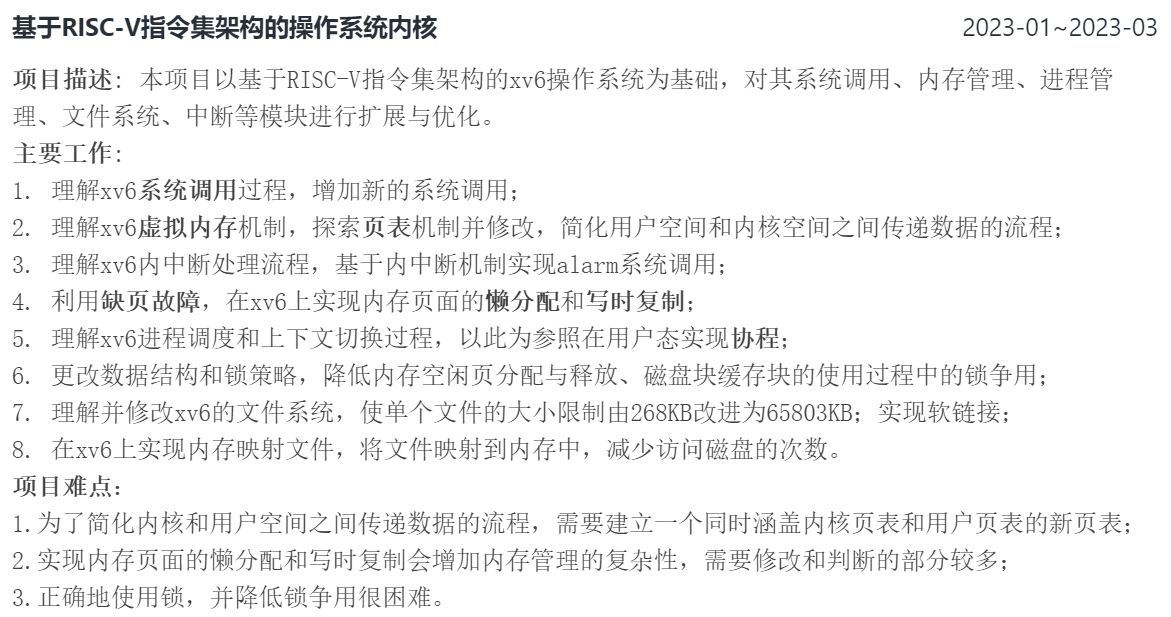 基于RISC-V指令集架构的操作系统内核 2023-01~2023-03
项目描述: 本项目以基于RISC-V指令集架构的xv6操作系统为基础，对其系统调用、内存管理、进程管
理、文件系统、中断等模块进行扩展与优化。
主要工作:
1. 理解xv6系统调用过程，增加新的系统调用;
2. 理解xv6虚拟内存机制，探索页表机制并修改，简化用户空间和内核空间之间传递数据的流程;
3. 理解xv6内中断处理流程，基于内中断机制实现alarm系统调用;
4. 利用缺页故障，在xv6上实现内存页面的懒分配和写时复制;
5. 理解xv6进程调度和上下文切换过程，以此为参照在用户态实现协程;
6. 更改数据结构和锁策略，降低内存空闲页分配与释放、磁盘块缓存块的使用过程中的锁争用;
7. 理解并修改xv6的文件系统，使单个文件的大小限制由268KB改进为65803KB；实现软链接;
8. 在xv6上实现内存映射文件，将文件映射到内存中，减少访问磁盘的次数。
项目难点：
1.为了简化内核和用户空间之间传递数据的流程，需要建立一个同时涵盖内核页表和用户页表的新页表;
2.实现内存页面的懒分配和写时复制会增加内存管理的复杂性，需要修改和判断的部分较多;
3.正确地使用锁，并降低锁争用很困难。